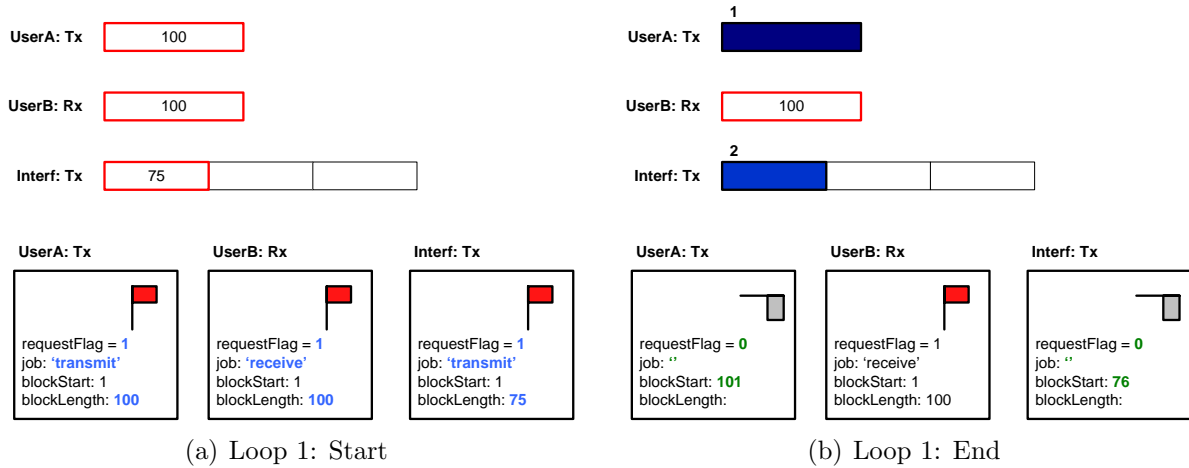 UserA: Tx
100
UserB: Rx
100
Interf: Tx
75
UserA: Tx
UserB: Rx
Interf: Tx
requestFlag = 1
job: ‘transmit’
blockStart: 1
blockLength: 100
requestFlag = 1
job: ‘receive’
blockStart: 1
blockLength: 100
requestFlag = 1
job: ‘transmit’
blockStart: 1
blockLength: 75
(a) Loop 1: Start
1
UserA: Tx
UserB: Rx
100
2
Interf: Tx
UserA: Tx
UserB: Rx
Interf: Tx
requestFlag = 0
job: ‘’
blockStart: 101
blockLength:
requestFlag = 1
job: ‘receive’
blockStart: 1
blockLength: 100
requestFlag = 0
job: ‘’
blockStart: 76
blockLength:
(b) Loop 1: End